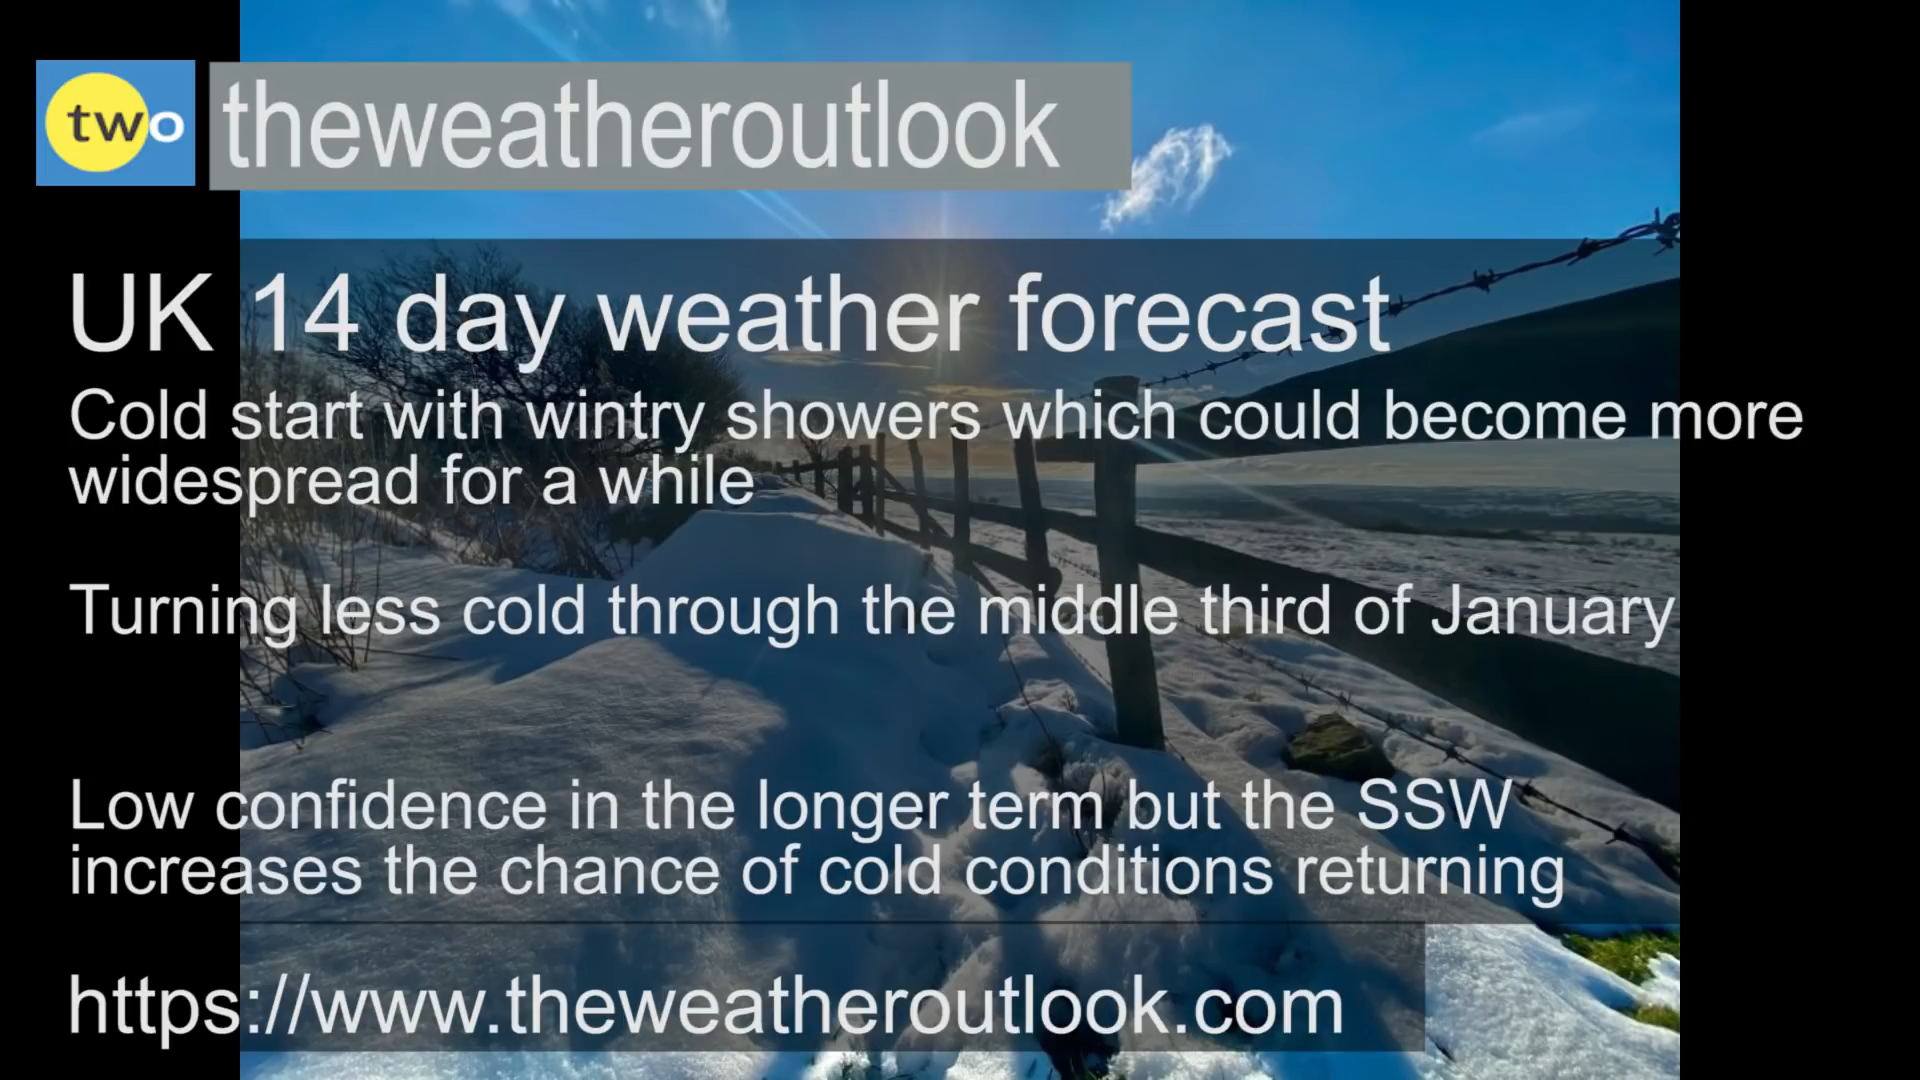 two
theweatheroutlook
UK 14 day weather forecast
Cold start with wintry showers which could become more
widespread for a while
Turning less cold through the middle third of January
Low confidence in the longer term but the SSW
increases the chance of cold conditions returning
https://www.theweatheroutlook.com